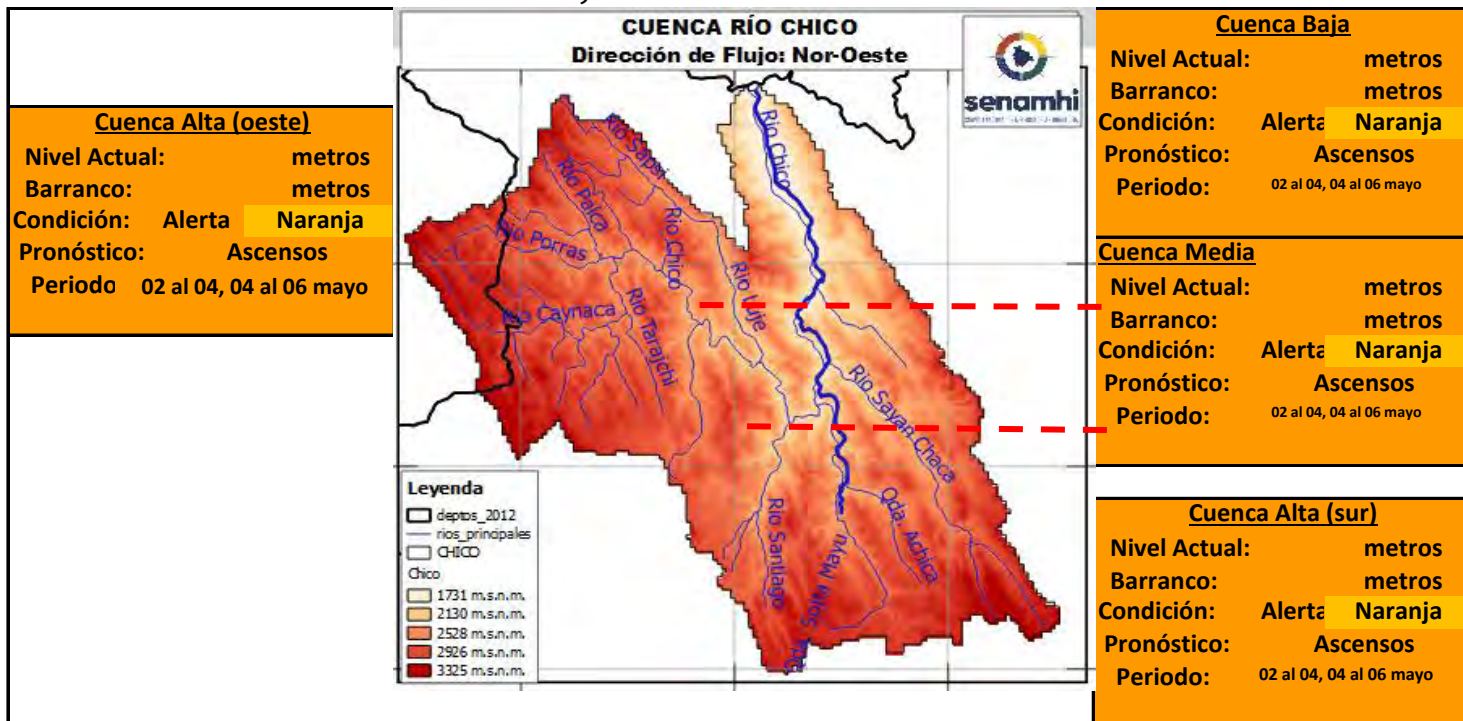 CUENCA RÍO CHICO
Dirección de Flujo: Nor-Oeste
senamhi
Cuenca Alta (oeste)
Nivel Actual: metros
Barranco: metros
Condición: Alerta Naranja
Pronóstico: Ascensos
Periodo 02 al 04, 04 al 06 mayo
Rio Sapsi
Rio Palca
Rio Porras
Rio Chico
Rio Caynaca
Rio Tarajchi
Rio Luje
Rio Chico
Rio Sayan Chaca
Rio Santiago
Qda. Solta Mayu
Qda. Achica
Leyenda
deptos_2012
rios_principales
CHICO
Chico
1731 m.s.n.m.
2130 m.s.n.m.
2528 m.s.n.m.
2926 m.s.n.m.
3325 m.s.n.m.
Cuenca Baja
Nivel Actual: metros
Barranco: metros
Condición: Alerta Naranja
Pronóstico: Ascensos
Periodo: 02 al 04, 04 al 06 mayo
Cuenca Media
Nivel Actual: metros
Barranco: metros
Condición: Alerta Naranja
Pronóstico: Ascensos
Periodo: 02 al 04, 04 al 06 mayo
Cuenca Alta (sur)
Nivel Actual: metros
Barranco: metros
Condición: Alerta Naranja
Pronóstico: Ascensos
Periodo: 02 al 04, 04 al 06 mayo